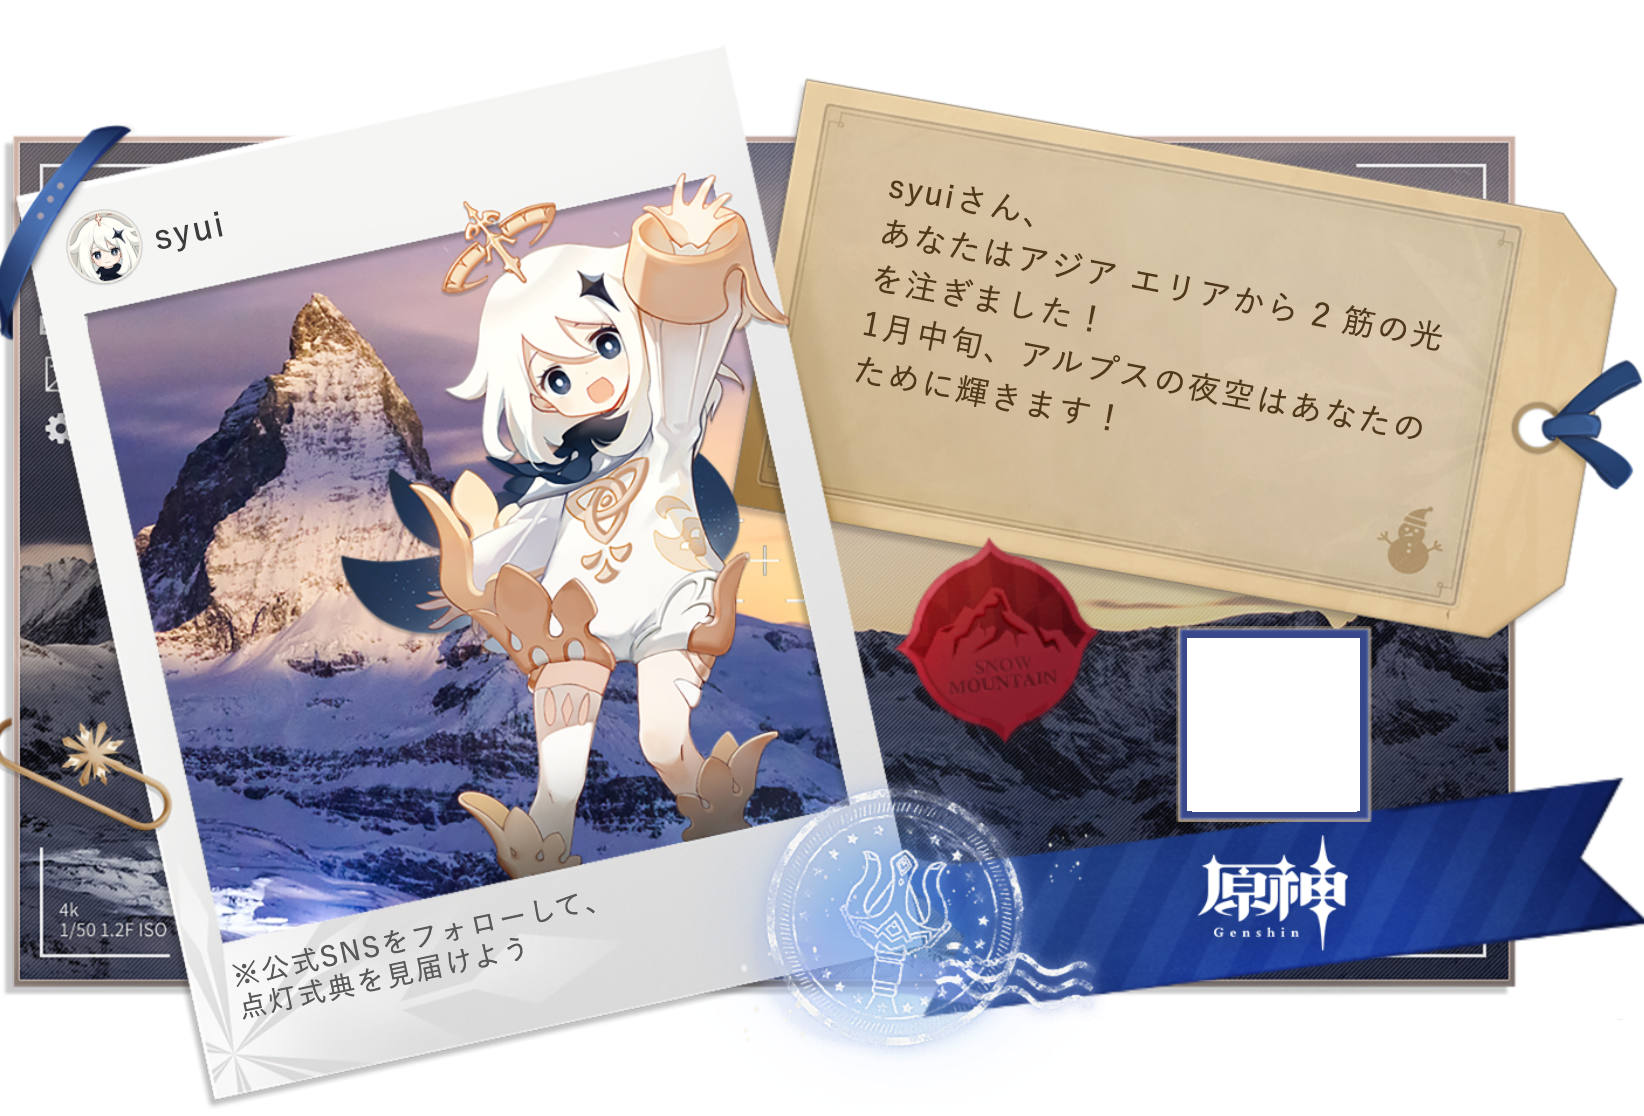 syui
syuiさん、
あなたはアジア エリアから 2 筋の光
を注ぎました！
1月中旬、アルプスの夜空はあなたの
ために輝きます！
SNOW
MOUNTAIN
4k
1/50 1.2F ISO
※公式SNSをフォローして、
点灯式典を見届けよう
原神
Genshin